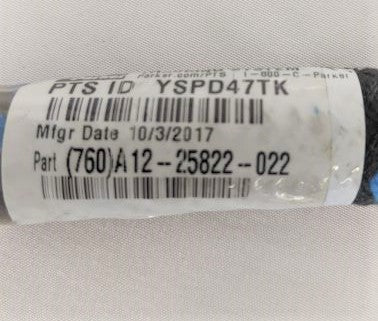 Parker.com/PTS | 1-800-C-Parker
PTS ID YSPD47TK
Mfgr Date 10/3/2017
Part (760)A12-25822-022